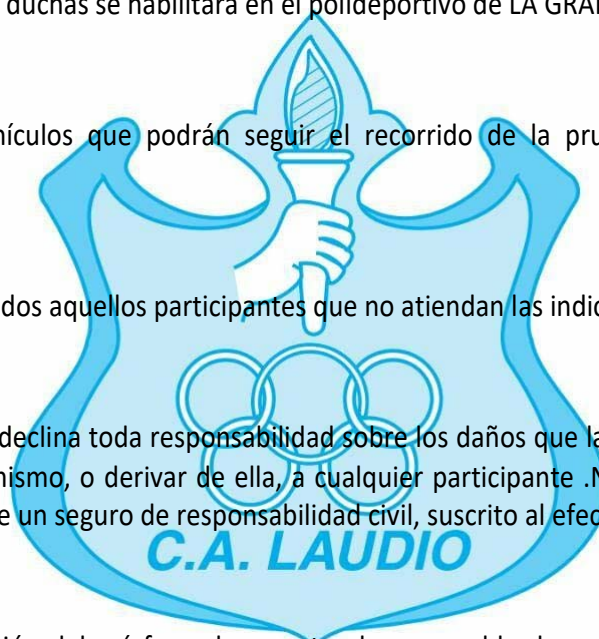 duchas se habilitará en el polideportivo de LA GRA
ículos que podrán seguir el recorrido de la pru
dos aquellos participantes que no atiendan las indic
declina toda responsabilidad sobre los daños que la
nismo, o derivar de ella, a cualquier participante .N
e un seguro de responsabilidad civil, suscrito al efec
C.A. LAUDIO